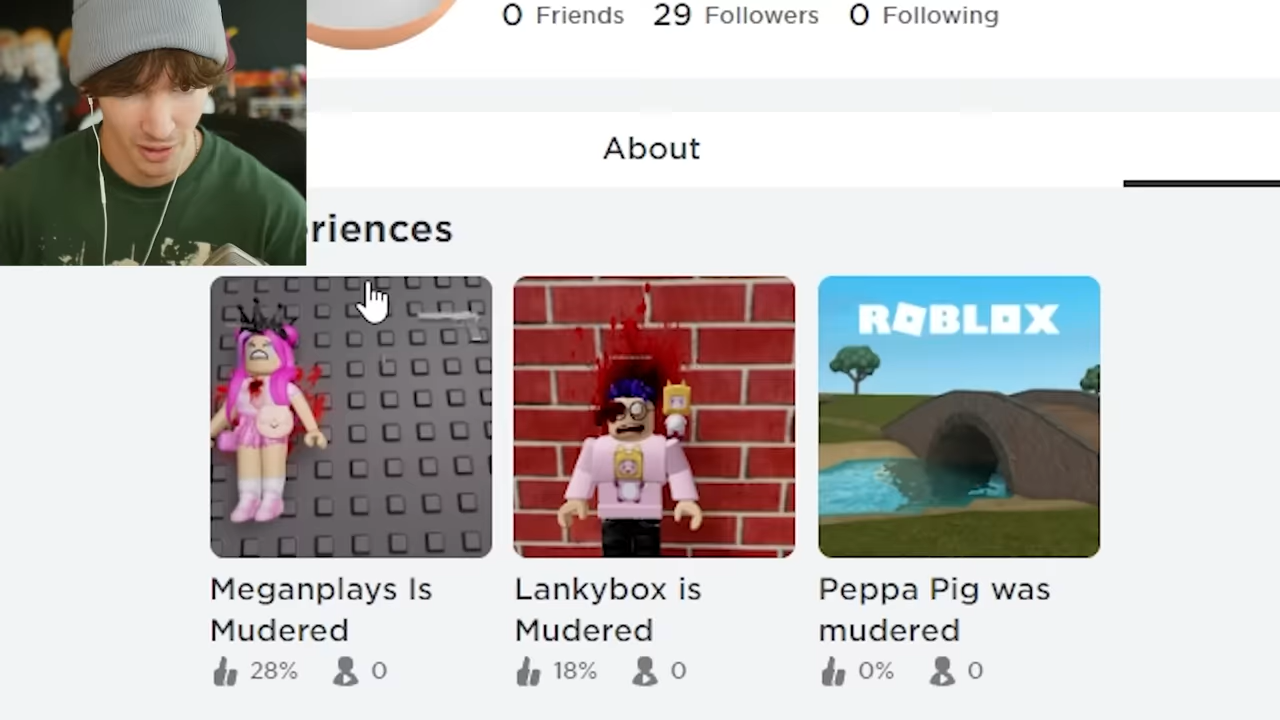 0 Friends 29 Followers 0 Following
About
riences
ROBLOX
Meganplays Is
Mudered
28% 0
Lankybox is
Mudered
18% 0
Peppa Pig was
mudered
0% 0